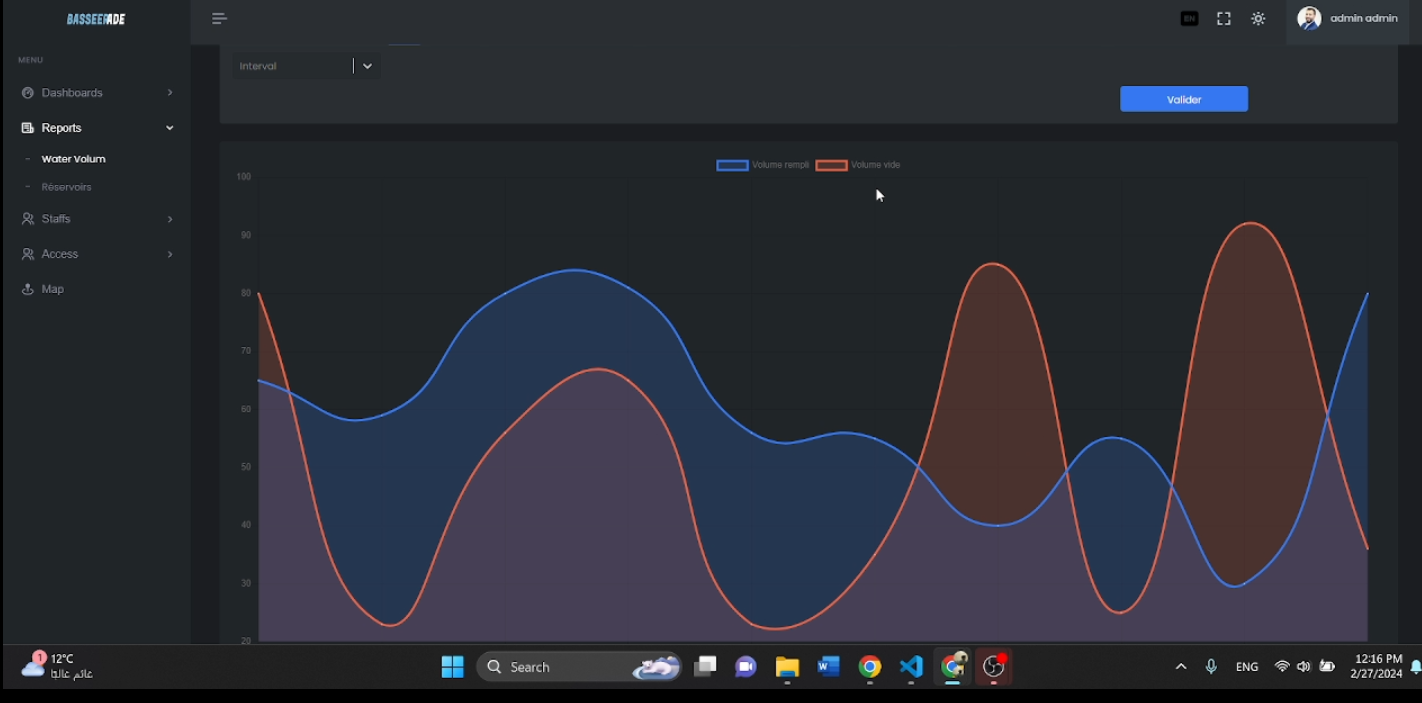 BASSEERADE
EN
admin admin
MENU
Dashboards
Reports
Water Volum
Réservoirs
Staffs
Access
Map
Interval
Valider
Volume rempli
Volume vide
100
90
80
70
60
50
40
30
20
1
12°C
غائم غالبًا
Search
ENG
12:16 PM
2/27/2024